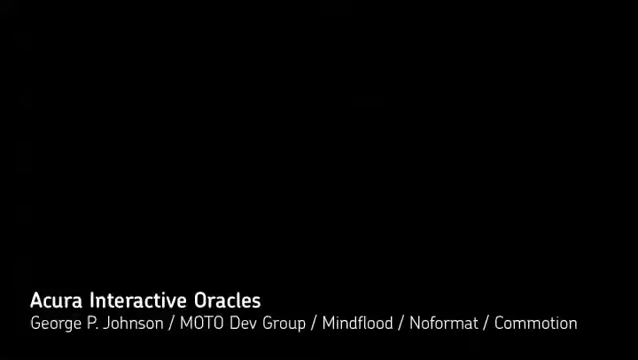 Acura Interactive Oracles
George P. Johnson / MOTO Dev Group / Mindflood / Noformat / Commotion